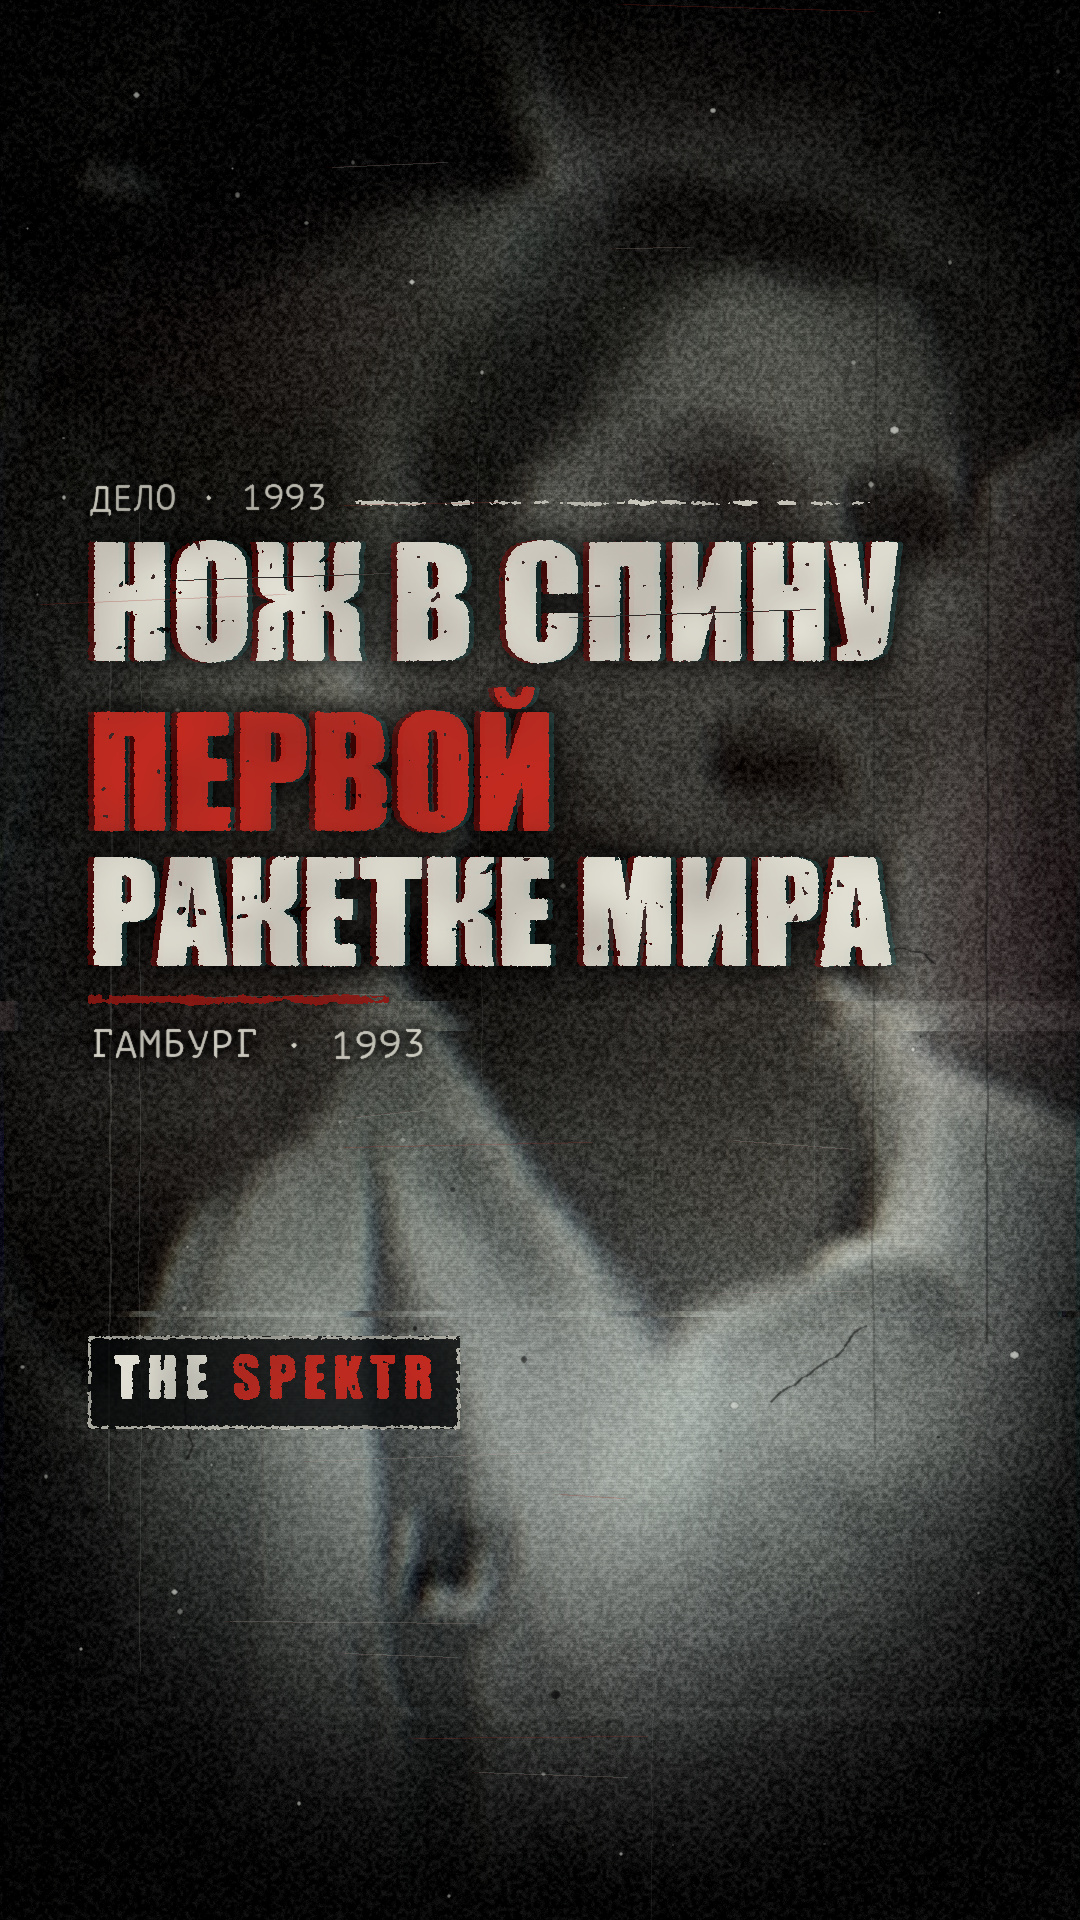 ДЕЛО · 1993
НОЖ В СПИНУ
ПЕРВОЙ
РАКЕТКЕ МИРА
ГАМБУРГ · 1993
THE SPEKTR